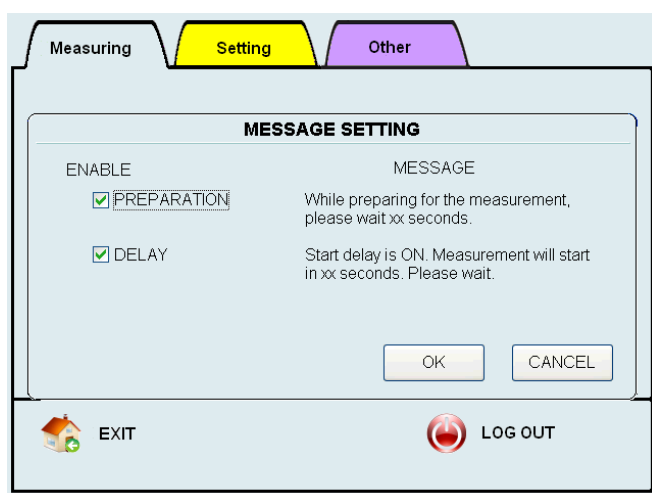 Measuring Setting Other
MESSAGE SETTING
ENABLE MESSAGE
PREPARATION While preparing for the measurement,
please wait xx seconds.
DELAY Start delay is ON. Measurement will start
in xx seconds. Please wait.
OK CANCEL
EXIT LOG OUT